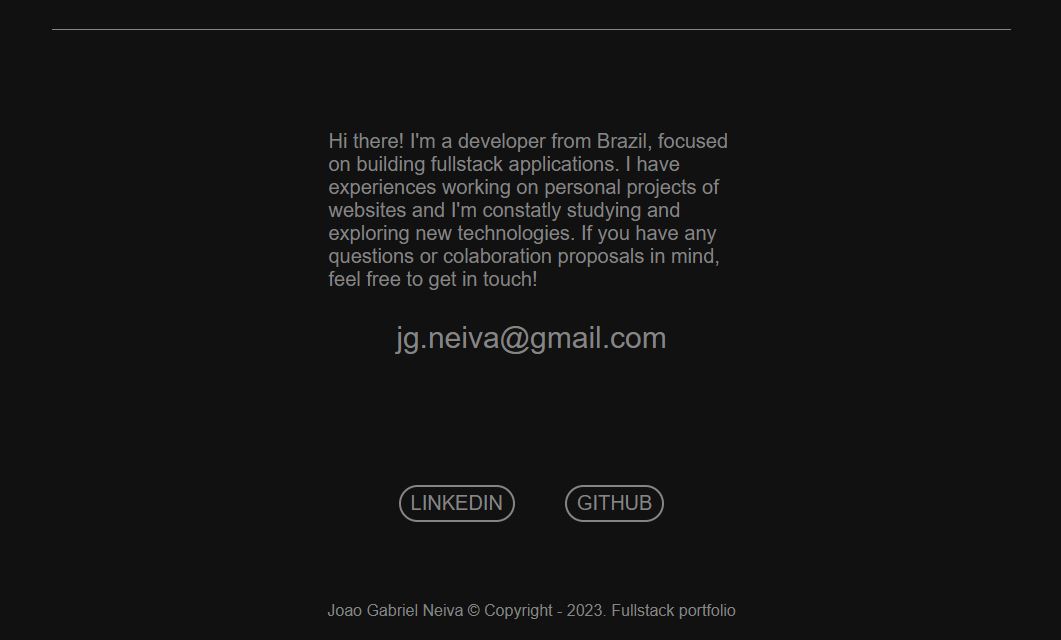 Hi there! I'm a developer from Brazil, focused
on building fullstack applications. I have
experiences working on personal projects of
websites and I'm constatly studying and
exploring new technologies. If you have any
questions or colaboration proposals in mind,
feel free to get in touch!
jg.neiva@gmail.com
LINKEDIN GITHUB
Joao Gabriel Neiva © Copyright - 2023. Fullstack portfolio